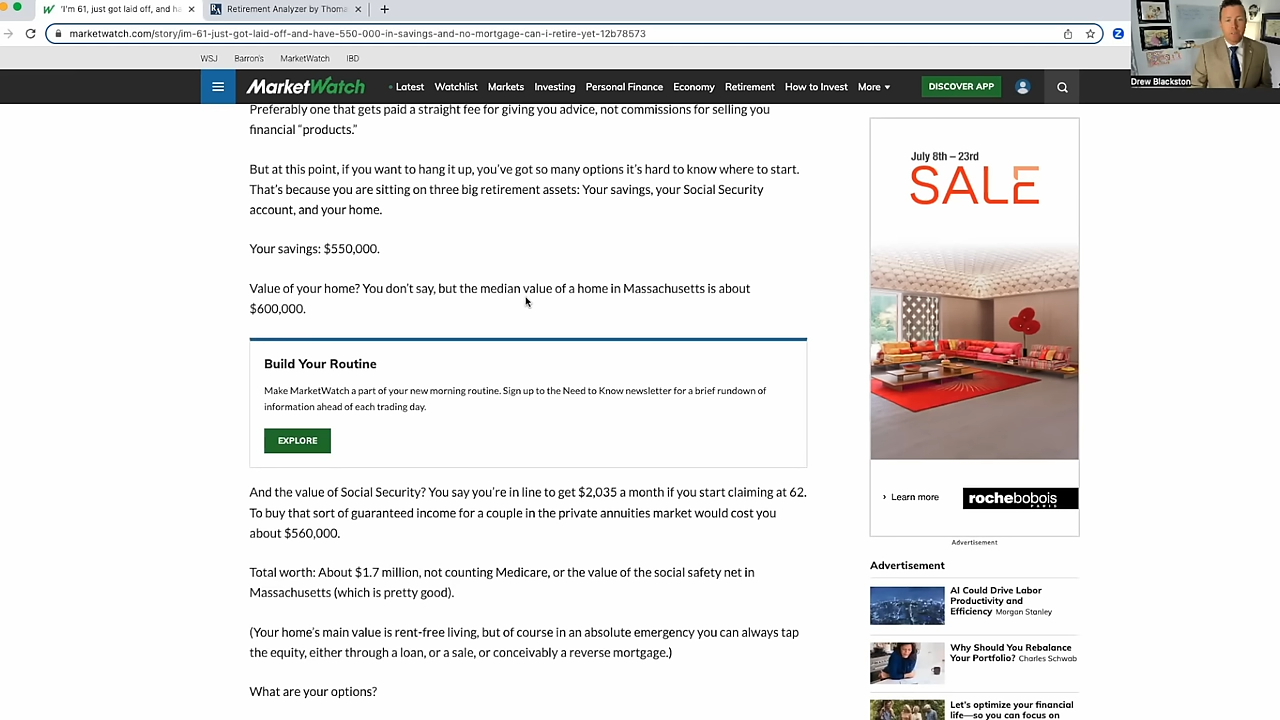 'I'm 61, just got laid off, and ha
Retirement Analyzer by Thoma
marketwatch.com/story/im-61-just-got-laid-off-and-have-550-000-in-savings-and-no-mortgage-can-i-retire-yet-12b78573
Drew Blackston
WSJ Barron's MarketWatch IBD
MarketWatch
Latest Watchlist Markets Investing Personal Finance Economy Retirement How to Invest More
DISCOVER APP
Preferably one that gets paid a straight fee for giving you advice, not commissions for selling you
financial “products.”
But at this point, if you want to hang it up, you’ve got so many options it’s hard to know where to start.
That’s because you are sitting on three big retirement assets: Your savings, your Social Security
account, and your home.
Your savings: $550,000.
Value of your home? You don’t say, but the median value of a home in Massachusetts is about
$600,000.
Build Your Routine
Make MarketWatch a part of your new morning routine. Sign up to the Need to Know newsletter for a brief rundown of
information ahead of each trading day.
EXPLORE
And the value of Social Security? You say you’re in line to get $2,035 a month if you start claiming at 62.
To buy that sort of guaranteed income for a couple in the private annuities market would cost you
about $560,000.
Total worth: About $1.7 million, not counting Medicare, or the value of the social safety net in
Massachusetts (which is pretty good).
(Your home’s main value is rent-free living, but of course in an absolute emergency you can always tap
the equity, either through a loan, or a sale, or conceivably a reverse mortgage.)
What are your options?
July 8th – 23rd
SALE
Learn more
rochebobois
PARIS
Advertisement
Advertisement
AI Could Drive Labor
Productivity and
Efficiency Morgan Stanley
Why Should You Rebalance
Your Portfolio? Charles Schwab
Let's optimize your financial
life—so you can focus on